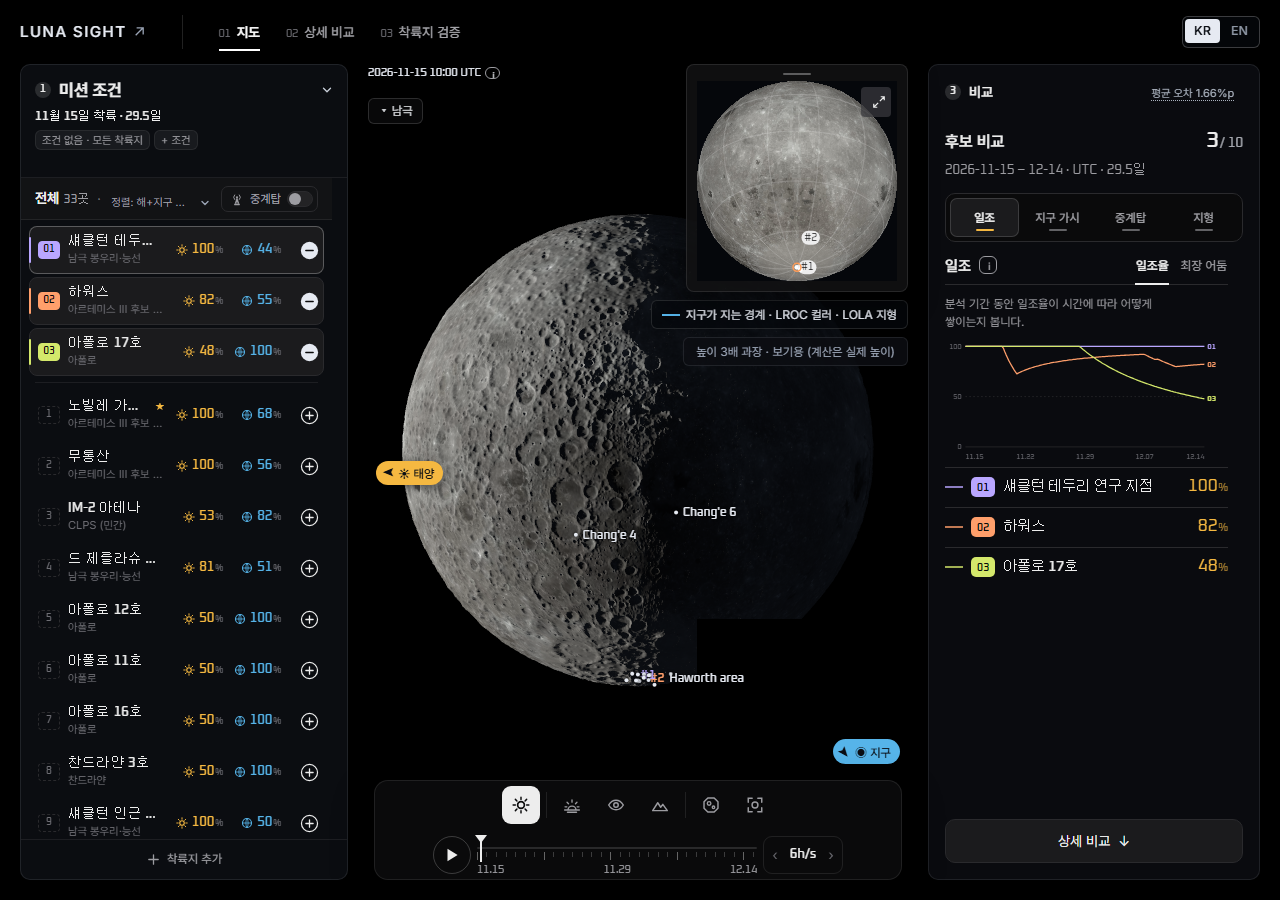 LUNA SIGHT ↗
01 지도
02 상세 비교
03 착륙지 검증
KR EN
1 미션 조건
11월 15일 착륙 · 29.5일
조건 없음 · 모든 착륙지
+ 조건
전체 33곳 · 정렬: 해+지구 ...
중계탑
01 섀클턴 테두... 100% 44%
남극 봉우리·능선
02 하워스 82% 55%
아르테미스 III 후보 ...
03 아폴로 17호 48% 100%
아폴로
1 노빌레 가... ★ 100% 68%
아르테미스 III 후보 ...
2 무통산 100% 56%
아르테미스 III 후보 ...
3 IM-2 아테나 53% 82%
CLPS (민간)
4 드 제를라슈 ... 81% 51%
남극 봉우리·능선
5 아폴로 12호 50% 100%
아폴로
6 아폴로 11호 50% 100%
아폴로
7 아폴로 16호 50% 100%
아폴로
8 찬드라얀 3호 50% 100%
찬드라얀
9 섀클턴 인근 ... 100% 50%
남극 봉우리·능선
+ 착륙지 추가
2026-11-15 10:00 UTC i
남극
#2
#1
지구가 지는 경계 · LROC 컬러 · LOLA 지형
높이 3배 과장 · 보기용 (계산은 실제 높이)
태양
Chang'e 6
Chang'e 4
#2 Haworth area
지구
11.15
11.29
12.14
‹ 6h/s ›
3 비교
평균 오차 1.66%p
후보 비교
3 / 10
2026-11-15 – 12-14 · UTC · 29.5일
일조
지구 가시
중계탑
지형
일조 i
일조율
최장 어둠
분석 기간 동안 일조율이 시간에 따라 어떻게
쌓이는지 봅니다.
100
50
0
01
02
03
11.15
11.22
11.29
12.07
12.14
01 섀클턴 테두리 연구 지점 100%
02 하워스 82%
03 아폴로 17호 48%
상세 비교 ↓